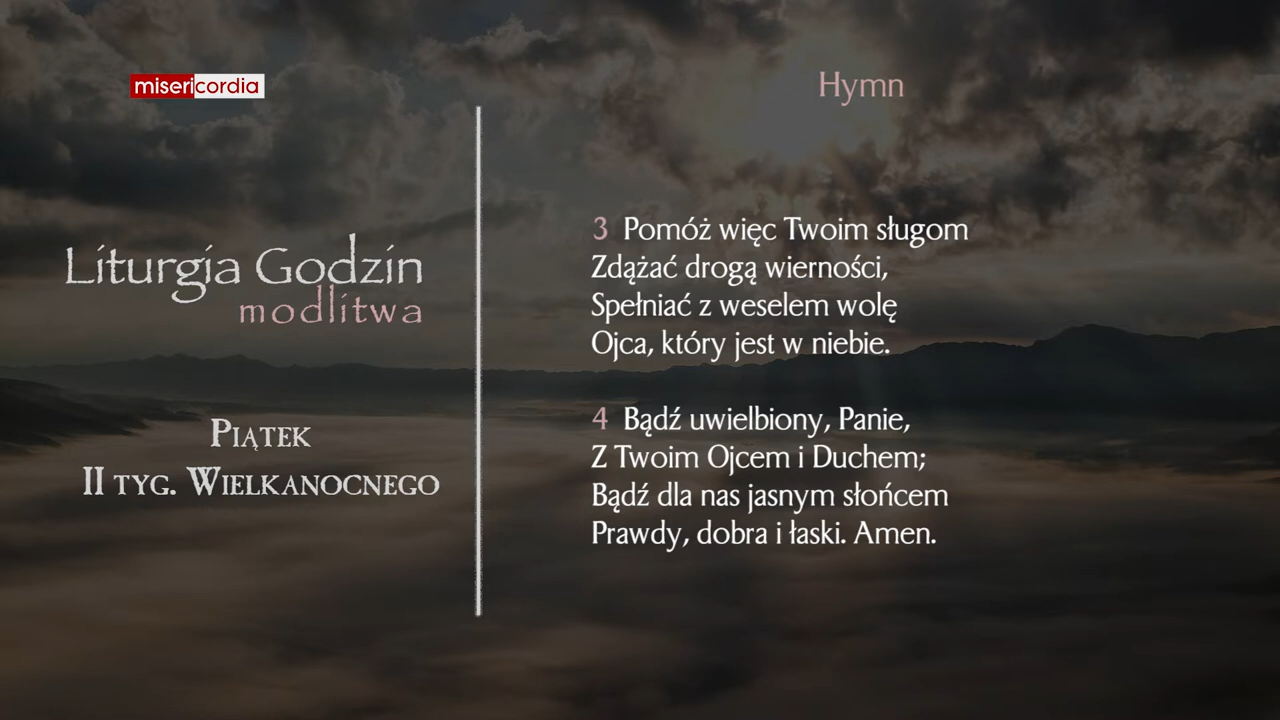 misericordia
Liturgia Godzin
modlitwa
Piątek
II tyg. Wielkanocnego
Hymn
3 Pomóż więc Twoim sługom
Zdążać drogą wierności,
Spełniać z weselem wolę
Ojca, który jest w niebie.
4 Bądź uwielbiony, Panie,
Z Twoim Ojcem i Duchem;
Bądź dla nas jasnym słońcem
Prawdy, dobra i łaski. Amen.